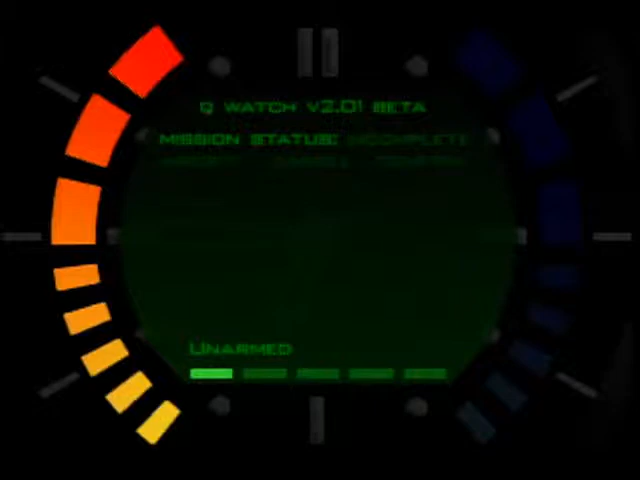 Q WATCH V2.01 BETA
MISSION STATUS: INCOMPLETE
UNARMED